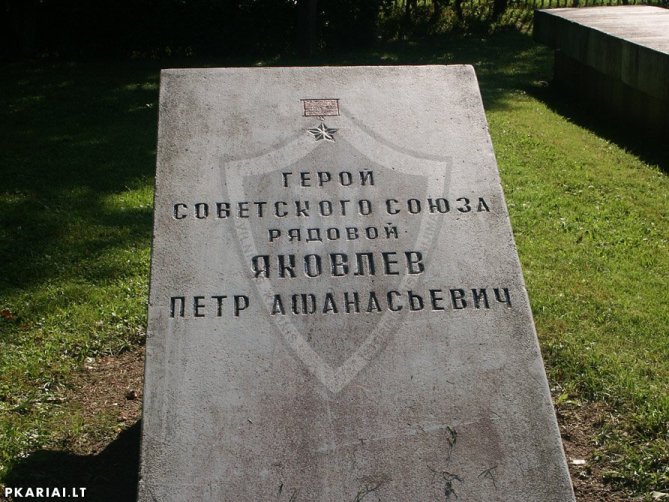 ГЕРОЙ
СОВЕТСКОГО СОЮЗА
РЯДОВОЙ
ЯКОВЛЕВ
ПЕТР АФАНАСЬЕВИЧ
PKARIAI.LT